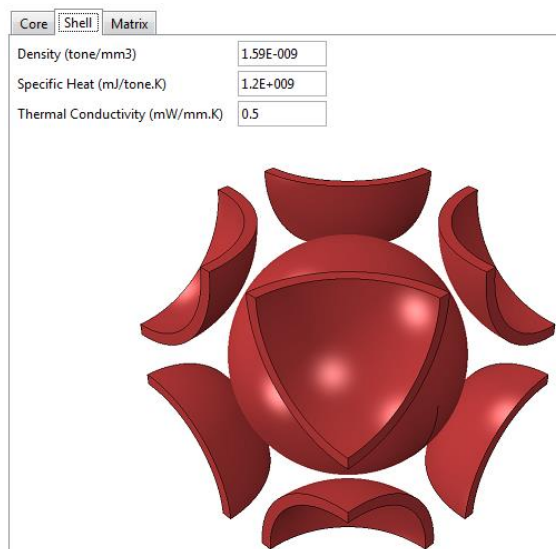 Core Shell Matrix
Density (tone/mm3) 1.59E-009
Specific Heat (mJ/tone.K) 1.2E+009
Thermal Conductivity (mW/mm.K) 0.5